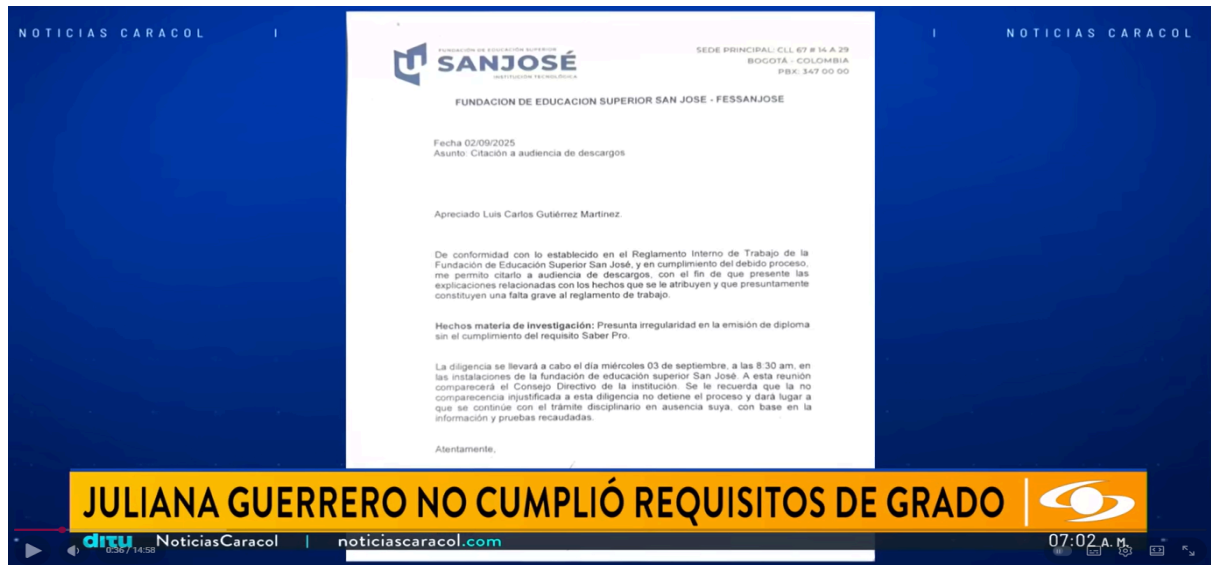 NOTICIAS CARACOL
NOTICIAS CARACOL
FUNDACIÓN DE EDUCACIÓN SUPERIOR
SANJOSÉ
INSTITUCIÓN TECNOLÓGICA
SEDE PRINCIPAL: CLL 67 # 14 A 29
BOGOTÁ - COLOMBIA
PBX: 347 00 00
FUNDACION DE EDUCACION SUPERIOR SAN JOSE - FESSANJOSE
Fecha 02/09/2025
Asunto: Citación a audiencia de descargos
Apreciado Luis Carlos Gutiérrez Martínez.
De conformidad con lo establecido en el Reglamento Interno de Trabajo de la
Fundación de Educación Superior San José, y en cumplimiento del debido proceso,
me permito citarlo a audiencia de descargos, con el fin de que presente las
explicaciones relacionadas con los hechos que se le atribuyen y que presuntamente
constituyen una falta grave al reglamento de trabajo.
Hechos materia de investigación: Presunta irregularidad en la emisión de diploma
sin el cumplimiento del requisito Saber Pro.
La diligencia se llevará a cabo el día miércoles 03 de septiembre, a las 8:30 am, en
las instalaciones de la fundación de educación superior San José. A esta reunión
comparecerá el Consejo Directivo de la institución. Se le recuerda que la no
comparecencia injustificada a esta diligencia no detiene el proceso y dará lugar a
que se continúe con el trámite disciplinario en ausencia suya, con base en la
información y pruebas recaudadas.
Atentamente,
JULIANA GUERRERO NO CUMPLIÓ REQUISITOS DE GRADO
ditu NoticiasCaracol | noticiascaracol.com
07:02 A. M.
0:36 / 14:58